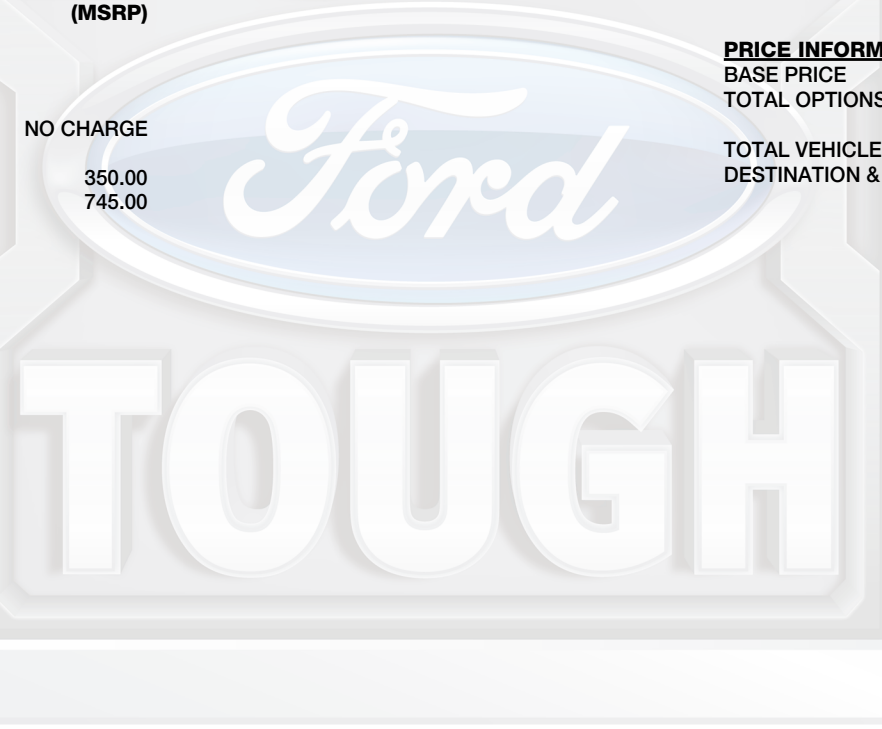 (MSRP)
NO CHARGE
350.00
745.00
PRICE INFORM
BASE PRICE
TOTAL OPTIONS
TOTAL VEHICLE
DESTINATION &
Ford
TOUGH